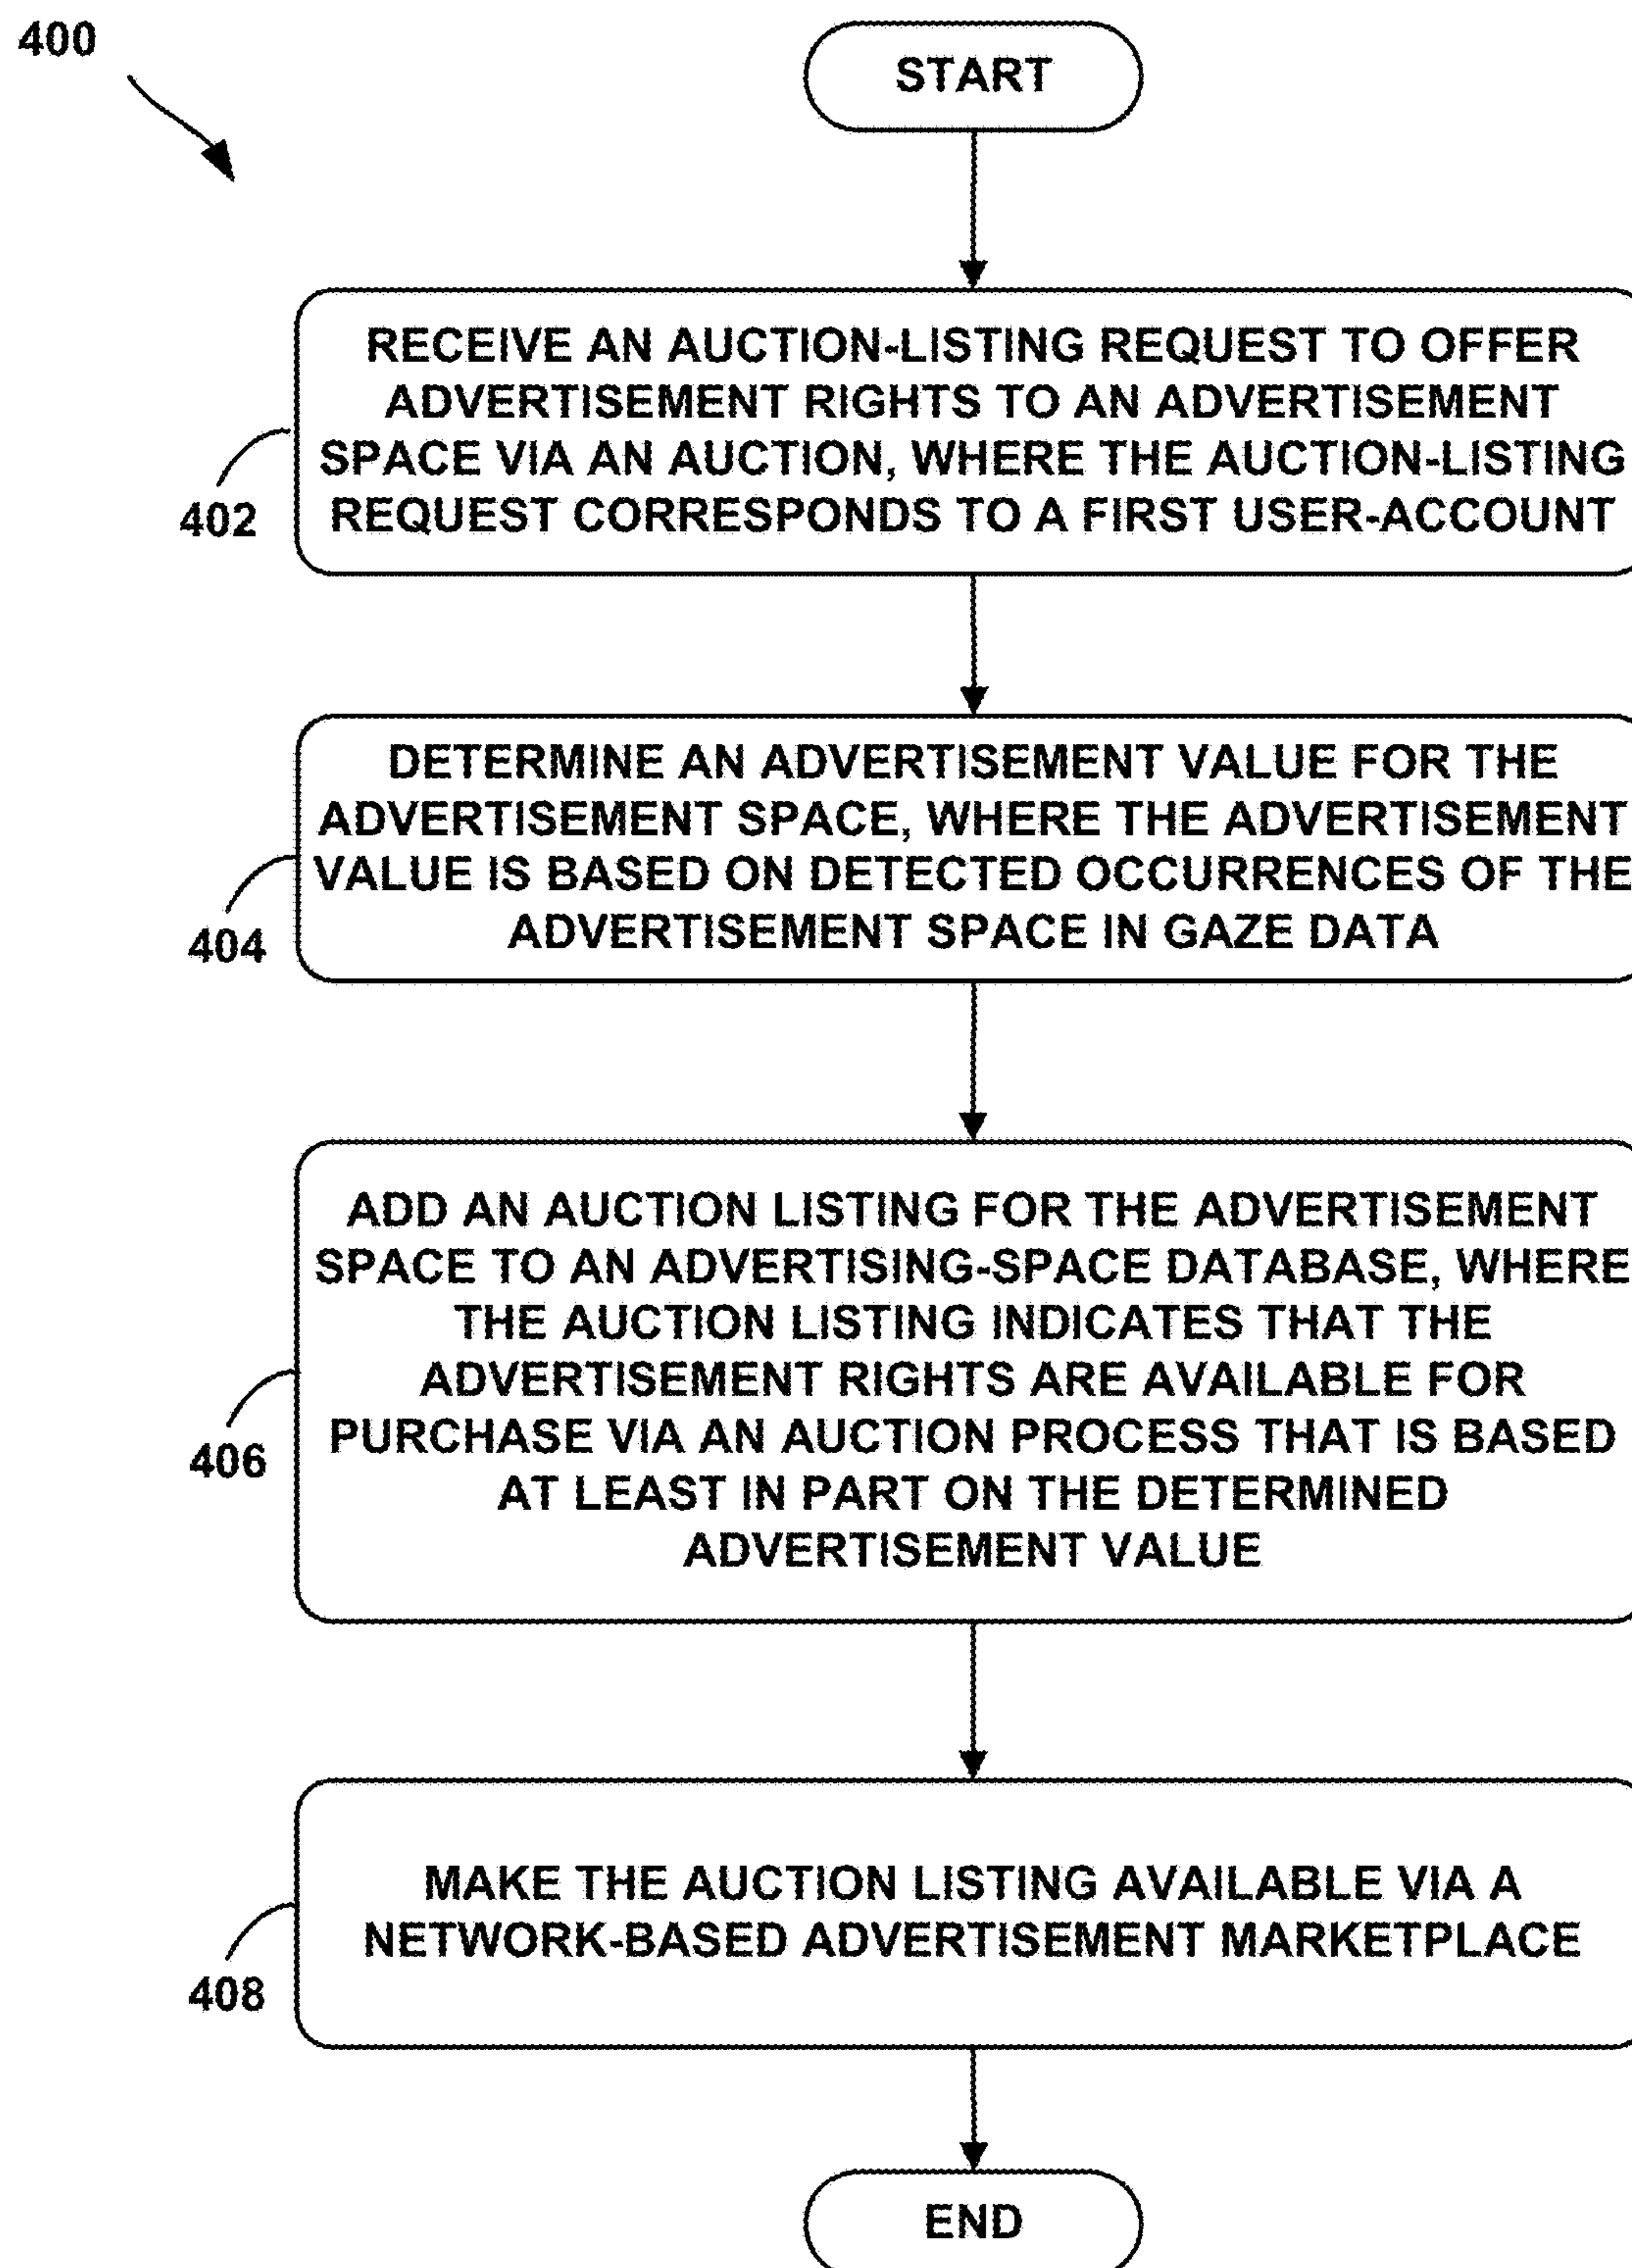 400
START
RECEIVE AN AUCTION-LISTING REQUEST TO OFFER
ADVERTISEMENT RIGHTS TO AN ADVERTISEMENT
SPACE VIA AN AUCTION, WHERE THE AUCTION-LISTING
REQUEST CORRESPONDS TO A FIRST USER-ACCOUNT
402
DETERMINE AN ADVERTISEMENT VALUE FOR THE
ADVERTISEMENT SPACE, WHERE THE ADVERTISEMENT
VALUE IS BASED ON DETECTED OCCURRENCES OF THE
ADVERTISEMENT SPACE IN GAZE DATA
404
ADD AN AUCTION LISTING FOR THE ADVERTISEMENT
SPACE TO AN ADVERTISING-SPACE DATABASE, WHERE
THE AUCTION LISTING INDICATES THAT THE
ADVERTISEMENT RIGHTS ARE AVAILABLE FOR
PURCHASE VIA AN AUCTION PROCESS THAT IS BASED
AT LEAST IN PART ON THE DETERMINED
ADVERTISEMENT VALUE
406
MAKE THE AUCTION LISTING AVAILABLE VIA A
NETWORK-BASED ADVERTISEMENT MARKETPLACE
408
END